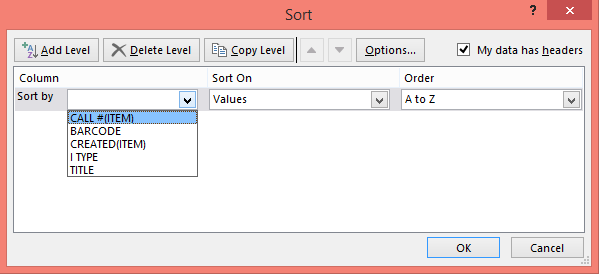 Sort
? ×
Add Level Delete Level Copy Level Options... My data has headers
Column Sort On Order
Sort by Values A to Z
CALL #(ITEM)
BARCODE
CREATED(ITEM)
I TYPE
TITLE
OK Cancel